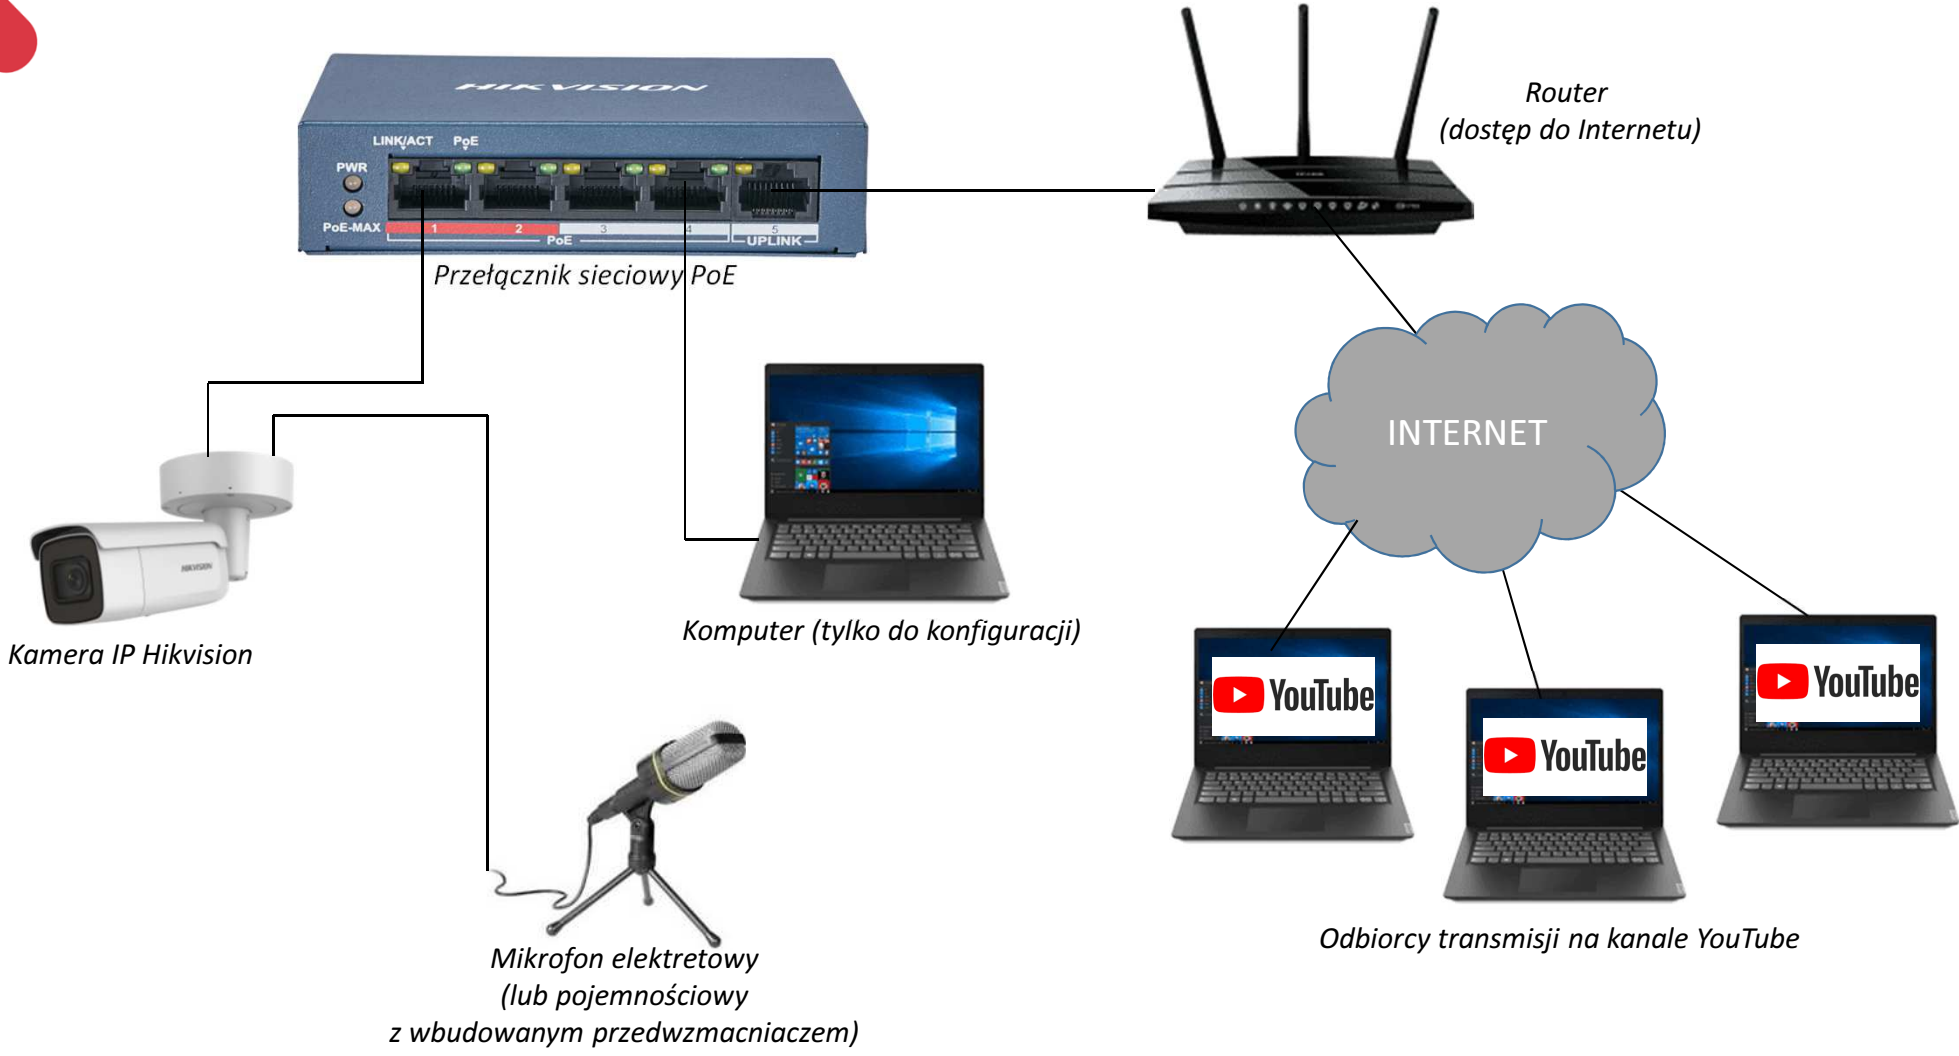 HIKVISION
LINK/ACT PoE
PWR
PoE-MAX
1 2 3 4 5
PoE
UPLINK
Przełącznik sieciowy PoE
Router
(dostęp do Internetu)
INTERNET
HIKVISION
Kamera IP Hikvision
Komputer (tylko do konfiguracji)
YouTube
YouTube
YouTube
Odbiorcy transmisji na kanale YouTube
Mikrofon elektretowy
(lub pojemnościowy
z wbudowanym przedwzmacniaczem)